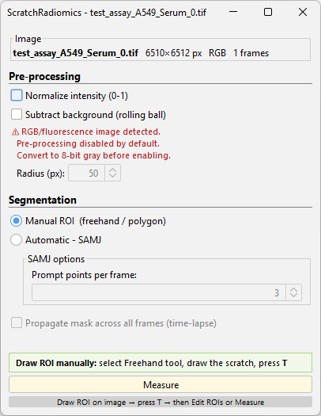 ScratchRadiomics - test_assay_A549_Serum_0.tif
Image
test_assay_A549_Serum_0.tif 6510×6512 px RGB 1 frames
Pre-processing
Normalize intensity (0-1)
Subtract background (rolling ball)
⚠ RGB/fluorescence image detected.
Pre-processing disabled by default.
Convert to 8-bit gray before enabling.
Radius (px): 50
Segmentation
Manual ROI (freehand / polygon)
Automatic - SAMJ
SAMJ options
Prompt points per frame:
3
Propagate mask across all frames (time-lapse)
Draw ROI manually: select Freehand tool, draw the scratch, press T
Measure
Draw ROI on image → press T → then Edit ROIs or Measure